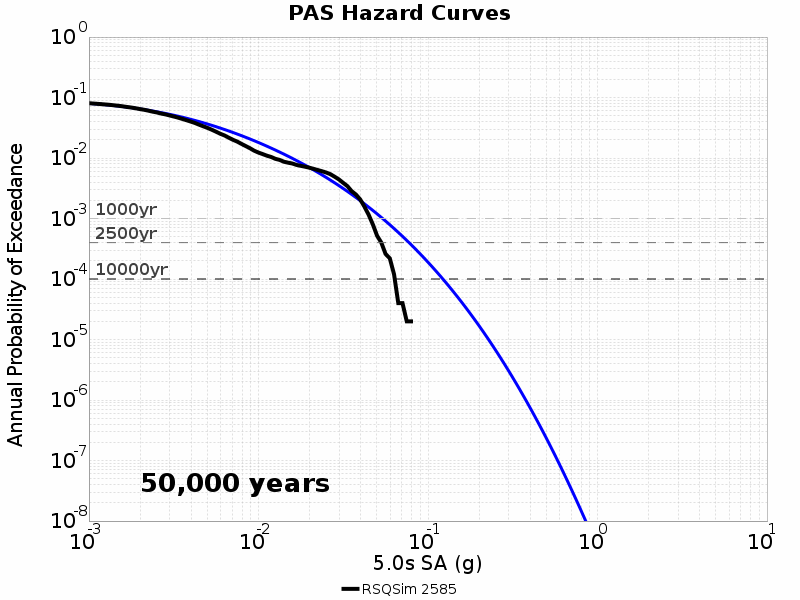 PAS Hazard Curves
Annual Probability of Exceedance
10^0
10^-1
10^-2
10^-3
10^-4
10^-5
10^-6
10^-7
10^-8
1000yr
2500yr
10000yr
50,000 years
10^-3 10^-2 10^-1 10^0 10^1
5.0s SA (g)
RSQSim 2585